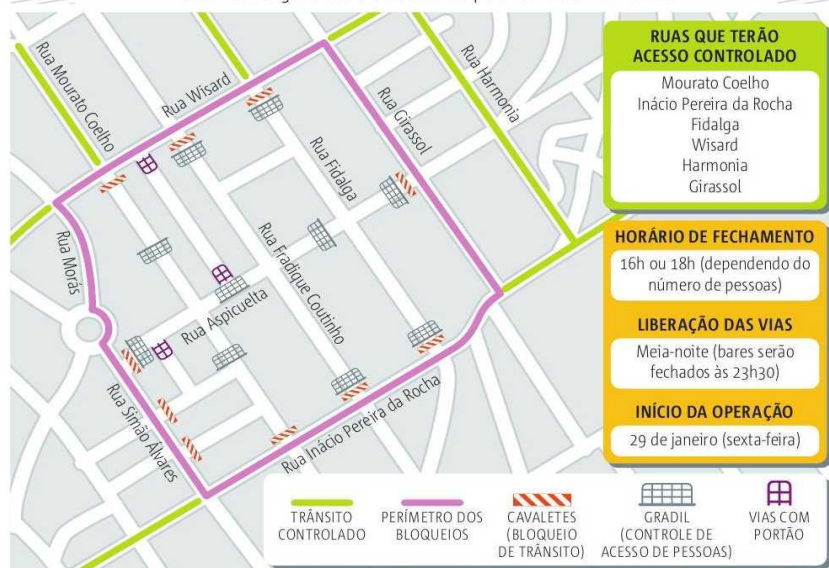 Rua Mourato Coelho
Rua Wisard
Rua Harmonia
Rua Girassol
Rua Fidalga
Rua Fradique Coutinho
Rua Morás
Rua Aspicuelta
Rua Simão Álvares
Rua Inácio Pereira da Rocha
RUAS QUE TERÃO
ACESSO CONTROLADO
Mourato Coelho
Inácio Pereira da Rocha
Fidalga
Wisard
Harmonia
Girassol
HORÁRIO DE FECHAMENTO
16h ou 18h (dependendo do
número de pessoas)
LIBERAÇÃO DAS VIAS
Meia-noite (bares serão
fechados às 23h30)
INÍCIO DA OPERAÇÃO
29 de janeiro (sexta-feira)
TRÂNSITO
CONTROLADO
PERÍMETRO DOS
BLOQUEIOS
CAVALETES
(BLOQUEIO
DE TRÂNSITO)
GRADIL
(CONTROLE DE
ACESSO DE PESSOAS)
VIAS COM
PORTÃO